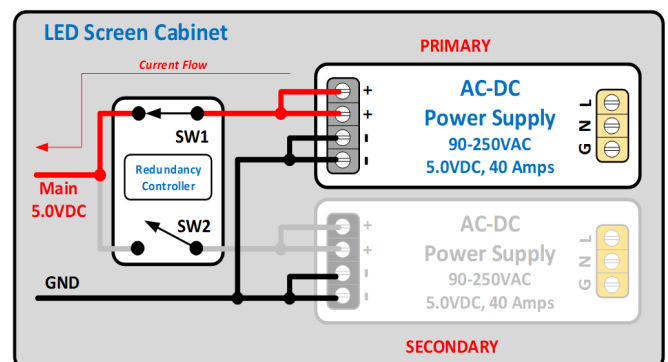 LED Screen Cabinet
PRIMARY
Current Flow
+
+
-
-
AC-DC
Power Supply
90-250VAC
5.0VDC, 40 Amps
G N L
SW1
Redundancy
Controller
Main
5.0VDC
SW2
+
+
-
-
AC-DC
Power Supply
90-250VAC
5.0VDC, 40 Amps
G N L
GND
SECONDARY